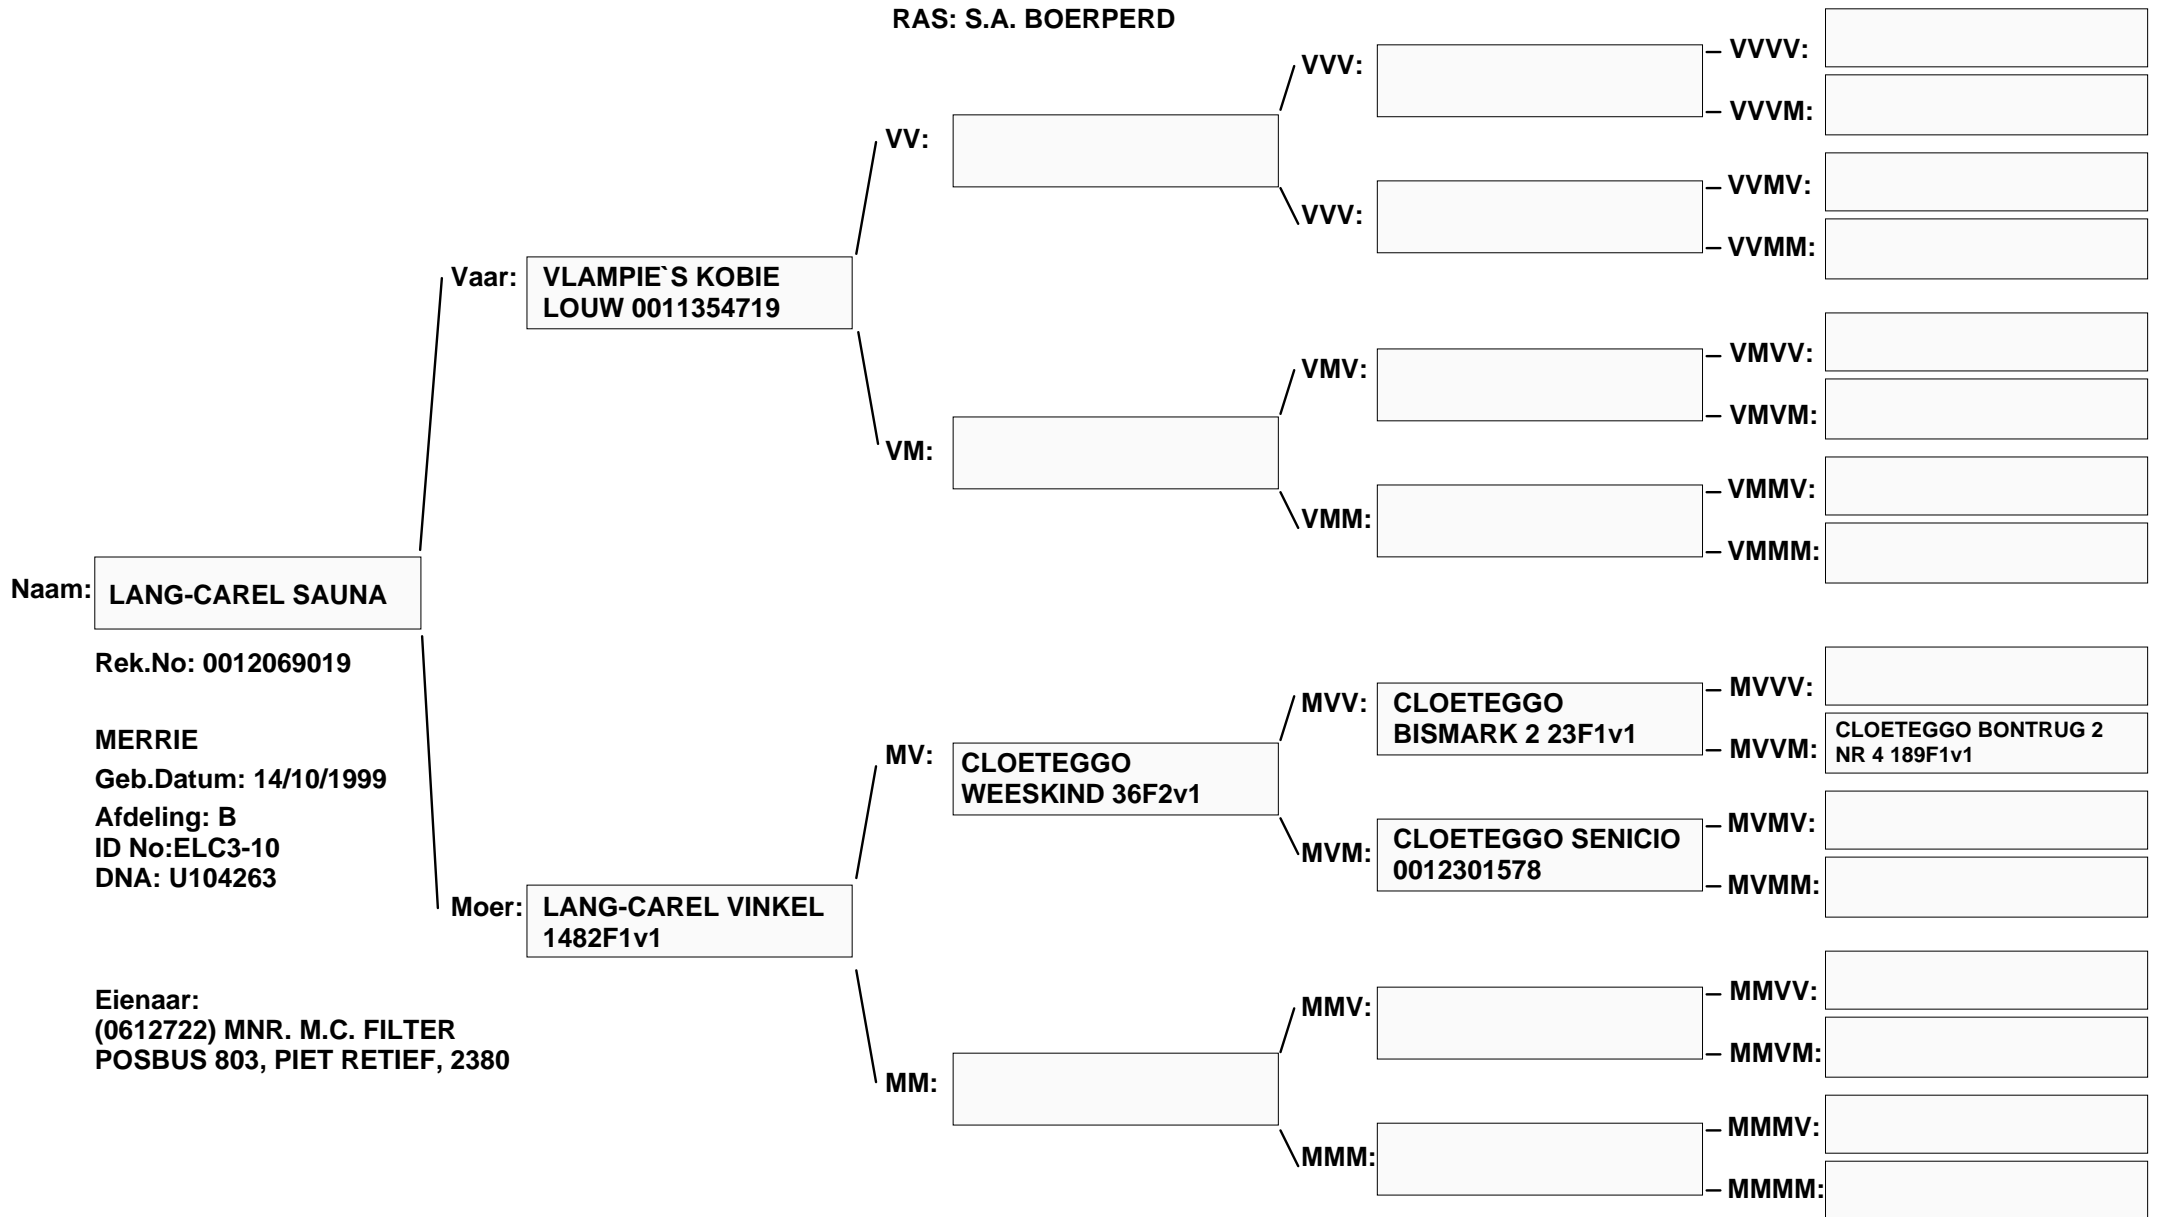 RAS: S.A. BOERPERD
Naam:
LANG-CAREL SAUNA
Rek.No: 0012069019
MERRIE
Geb.Datum: 14/10/1999
Afdeling: B
ID No:ELC3-10
DNA: U104263
Eienaar:
(0612722) MNR. M.C. FILTER
POSBUS 803, PIET RETIEF, 2380
Vaar:
VLAMPIE`S KOBIE
LOUW 0011354719
Moer:
LANG-CAREL VINKEL
1482F1v1
VV:
VM:
MV:
CLOETEGGO
WEESKIND 36F2v1
MM:
VVV:
VVV:
VMV:
VMM:
MVV:
CLOETEGGO
BISMARK 2 23F1v1
MVM:
CLOETEGGO SENICIO
0012301578
MMV:
MMM:
VVVV:
VVVM:
VVMV:
VVMM:
VMVV:
VMVM:
VMMV:
VMMM:
MVVV:
MVVM:
CLOETEGGO BONTRUG 2
NR 4 189F1v1
MVMV:
MVMM:
MMVV:
MMVM:
MMMV:
MMMM: